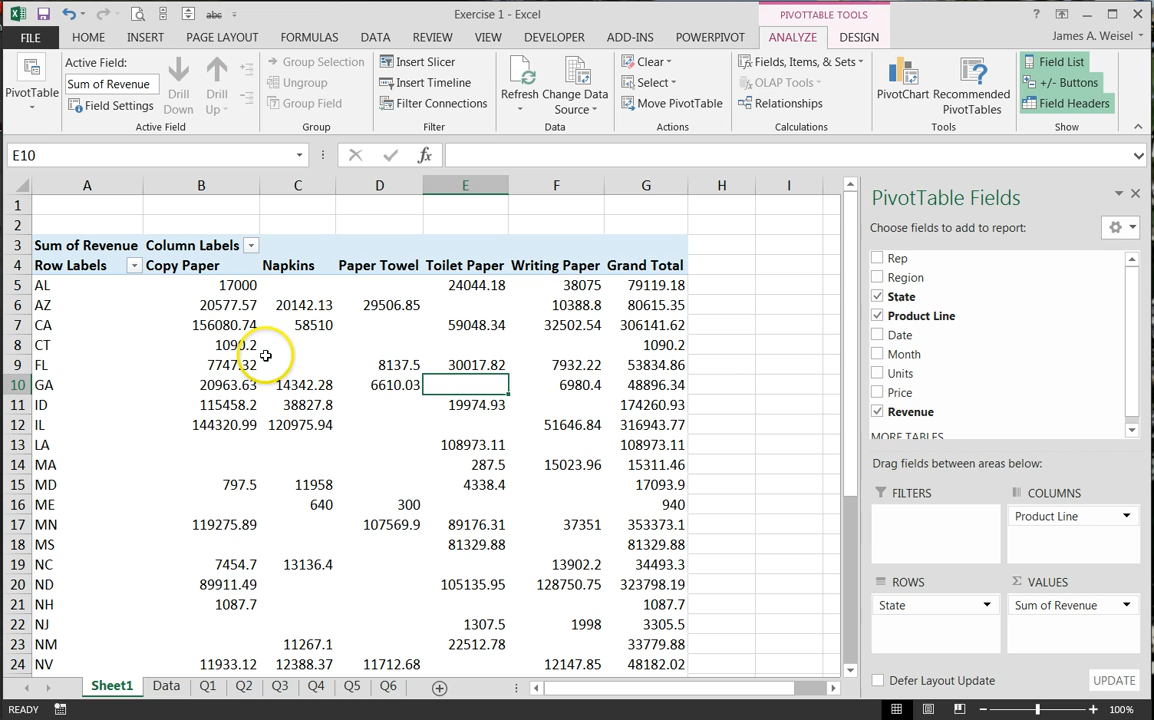 Exercise 1 - Excel
PIVOTTABLE TOOLS
abc
?
FILE HOME INSERT PAGE LAYOUT FORMULAS DATA REVIEW VIEW DEVELOPER ADD-INS POWERPIVOT ANALYZE DESIGN James A. Weisel
PivotTable
Active Field:
Sum of Revenue
Field Settings
Drill Down
Drill Up
Active Field
Group Selection
Ungroup
Group Field
Group
Insert Slicer
Insert Timeline
Filter Connections
Filter
Refresh
Change Data Source
Data
Clear
Select
Move PivotTable
Actions
Fields, Items, & Sets
OLAP Tools
Relationships
Calculations
PivotChart
Recommended PivotTables
Tools
Field List
+/- Buttons
Field Headers
Show
E10
fx
A B C D E F G H I
1
2
3 Sum of Revenue Column Labels
4 Row Labels Copy Paper Napkins Paper Towel Toilet Paper Writing Paper Grand Total
5 AL 17000 24044.18 38075 79119.18
6 AZ 20577.57 20142.13 29506.85 10388.8 80615.35
7 CA 156080.74 58510 59048.34 32502.54 306141.62
8 CT 1090.2 1090.2
9 FL 7747.32 8137.5 30017.82 7932.22 53834.86
10 GA 20963.63 14342.28 6610.03 6980.4 48896.34
11 ID 115458.2 38827.8 19974.93 174260.93
12 IL 144320.99 120975.94 51646.84 316943.77
13 LA 108973.11 108973.11
14 MA 287.5 15023.96 15311.46
15 MD 797.5 11958 4338.4 17093.9
16 ME 640 300 940
17 MN 119275.89 107569.9 89176.31 37351 353373.1
18 MS 81329.88 81329.88
19 NC 7454.7 13136.4 13902.2 34493.3
20 ND 89911.49 105135.95 128750.75 323798.19
21 NH 1087.7 1087.7
22 NJ 1307.5 1998 3305.5
23 NM 11267.1 22512.78 33779.88
24 NV 11933.12 12388.37 11712.68 12147.85 48182.02
Sheet1 Data Q1 Q2 Q3 Q4 Q5 Q6
READY
100%
PivotTable Fields
Choose fields to add to report:
Rep
Region
State
Product Line
Date
Month
Units
Price
Revenue
MORE TABLES
Drag fields between areas below:
FILTERS
COLUMNS
Product Line
ROWS
State
Σ VALUES
Sum of Revenue
Defer Layout Update
UPDATE